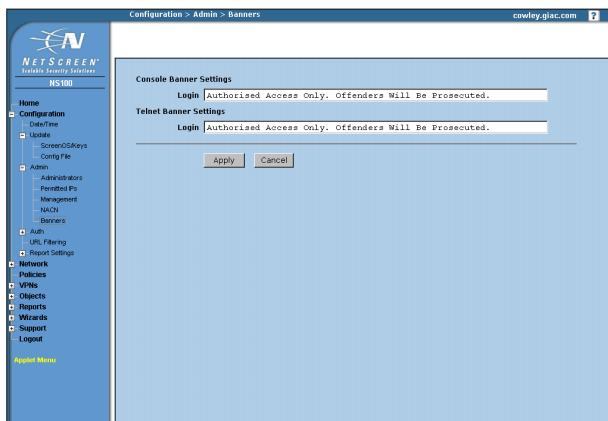 Configuration > Admin > Banners
cowley.giac.com
?
N
NETSCREEN
Scalable Security Solutions
NS100
Home
Configuration
Date/Time
Update
ScreenOS/Keys
Config File
Admin
Administrators
Permitted IPs
Management
NACN
Banners
Auth
URL Filtering
Report Settings
Network
Policies
VPNs
Objects
Reports
Wizards
Support
Logout
Applet Menu
Console Banner Settings
Login Authorised Access Only. Offenders Will Be Prosecuted.
Telnet Banner Settings
Login Authorised Access Only. Offenders Will Be Prosecuted.
Apply Cancel